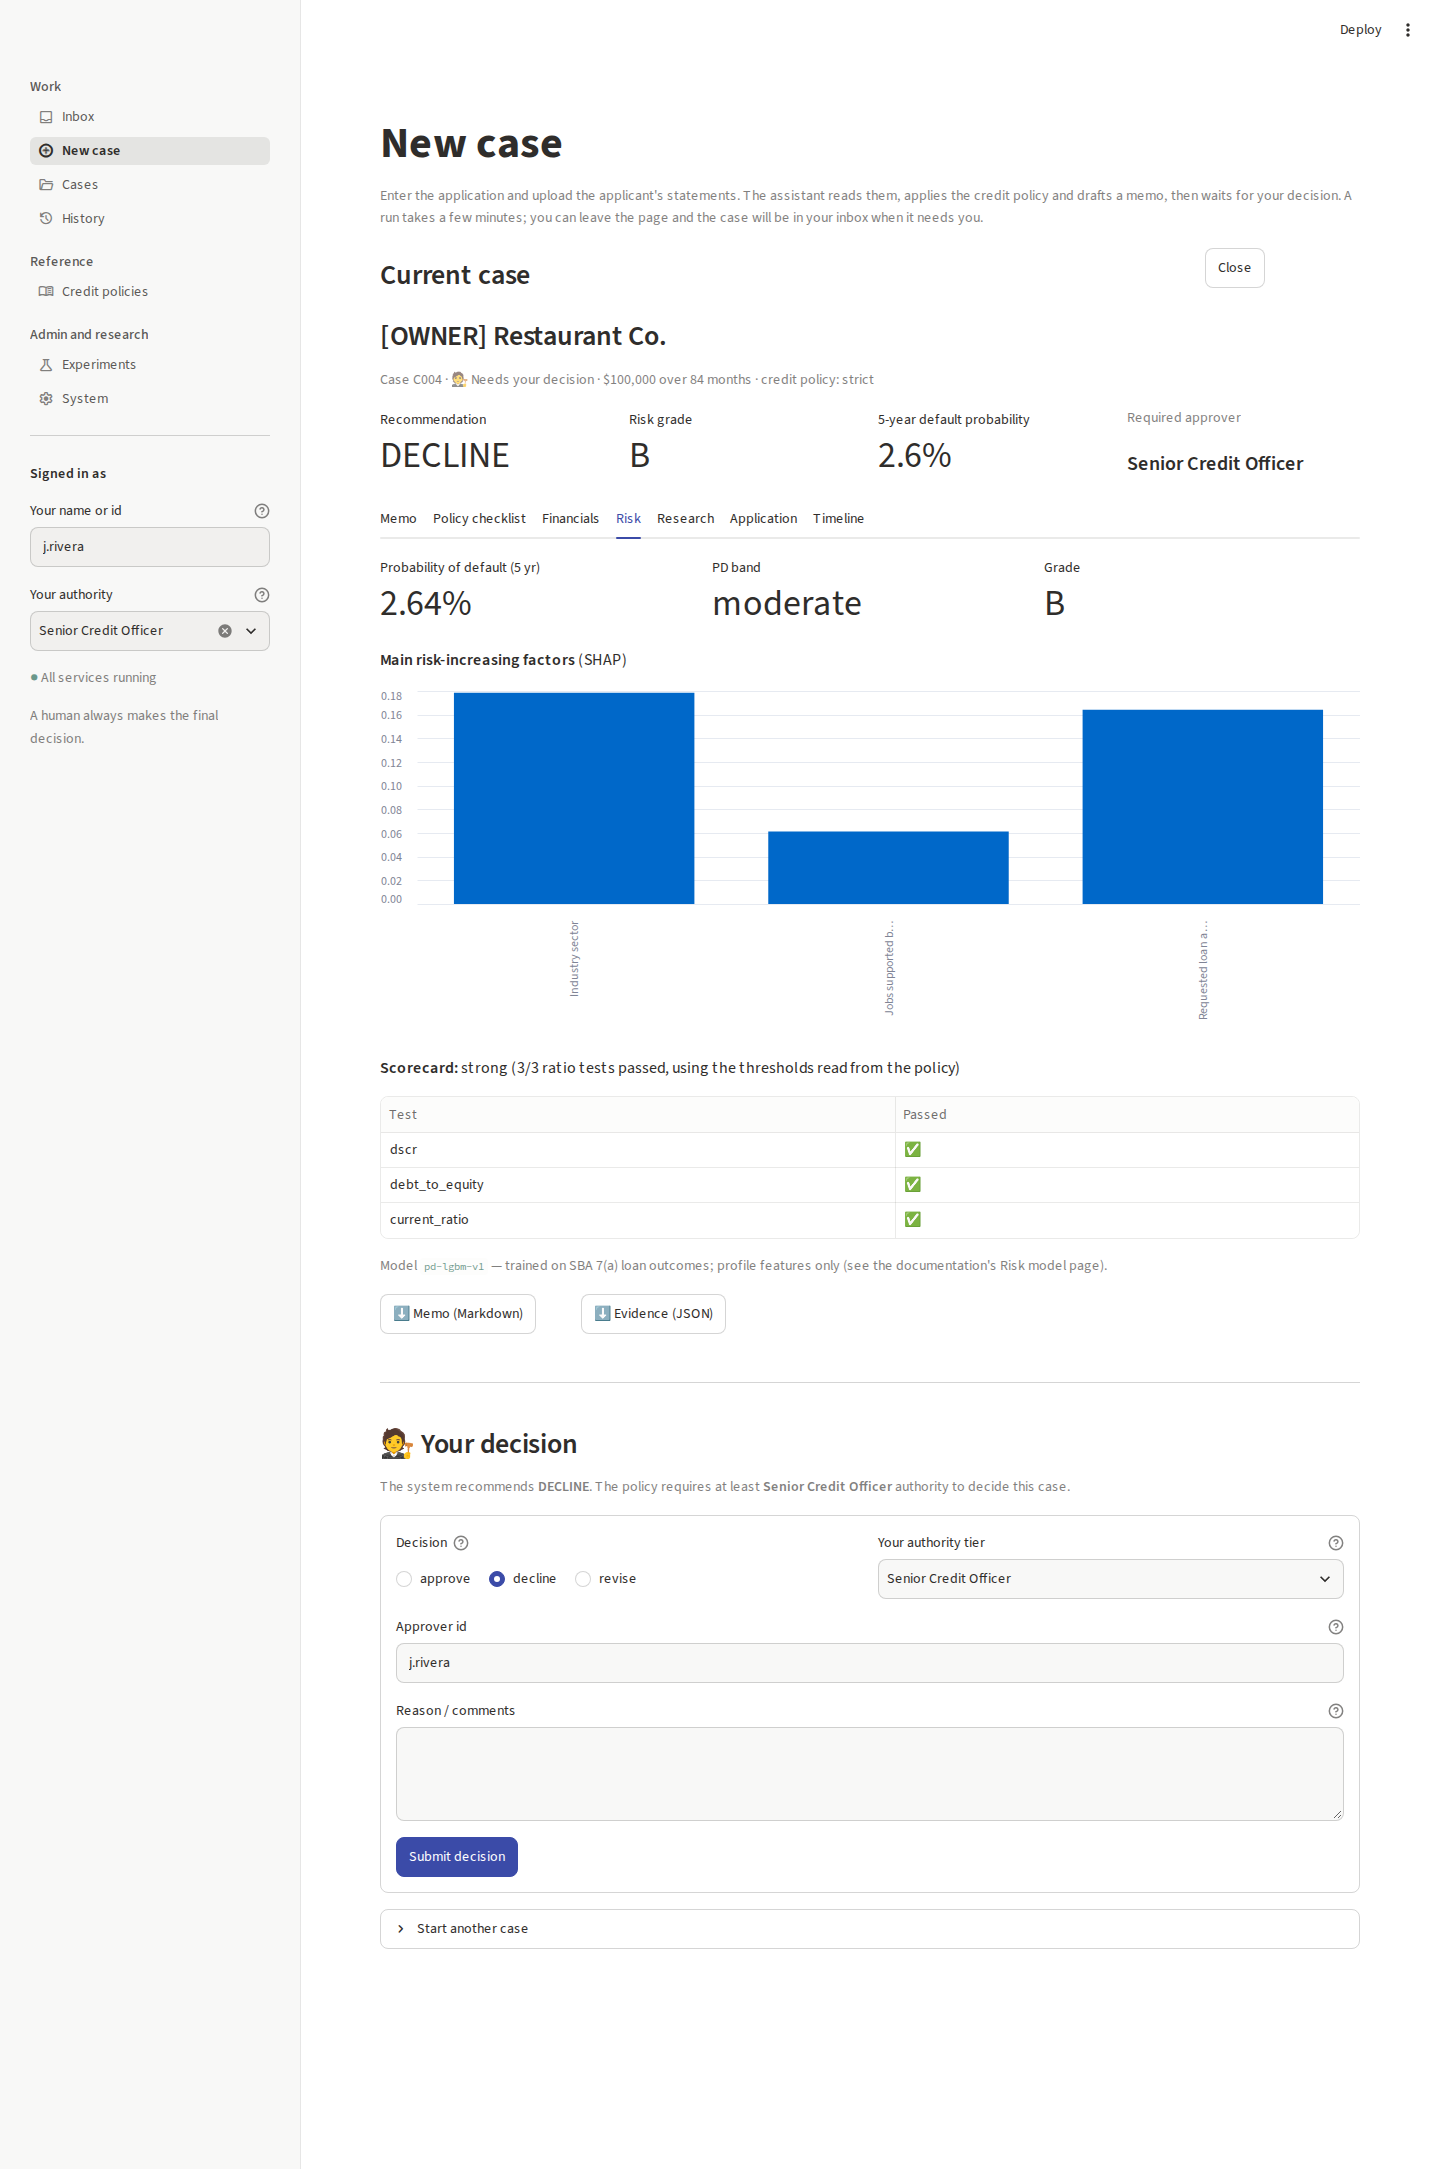 Deploy
Work
Inbox
New case
Cases
History
Reference
Credit policies
Admin and research
Experiments
System
Signed in as
Your name or id
j.rivera
Your authority
Senior Credit Officer
All services running
A human always makes the final
decision.
New case
Enter the application and upload the applicant's statements. The assistant reads them, applies the credit policy and drafts a memo, then waits for your decision. A
run takes a few minutes; you can leave the page and the case will be in your inbox when it needs you.
Current case
Close
[OWNER] Restaurant Co.
Case C004 · 🧑‍⚖️ Needs your decision · $100,000 over 84 months · credit policy: strict
Recommendation Risk grade 5-year default probability Required approver
DECLINE B 2.6% Senior Credit Officer
Memo Policy checklist Financials Risk Research Application Timeline
Probability of default (5 yr) PD band Grade
2.64% moderate B
Main risk-increasing factors (SHAP)
0.18
0.16
0.14
0.12
0.10
0.08
0.06
0.04
0.02
0.00
Industry sector
Jobs supported b…
Requested loan a…
Scorecard: strong (3/3 ratio tests passed, using the thresholds read from the policy)
Test Passed
dscr ✅
debt_to_equity ✅
current_ratio ✅
Model pd-lgbm-v1 — trained on SBA 7(a) loan outcomes; profile features only (see the documentation's Risk model page).
⬇️ Memo (Markdown) ⬇️ Evidence (JSON)
🧑‍⚖️ Your decision
The system recommends DECLINE. The policy requires at least Senior Credit Officer authority to decide this case.
Decision Your authority tier
approve decline revise Senior Credit Officer
Approver id
j.rivera
Reason / comments
Submit decision
Start another case